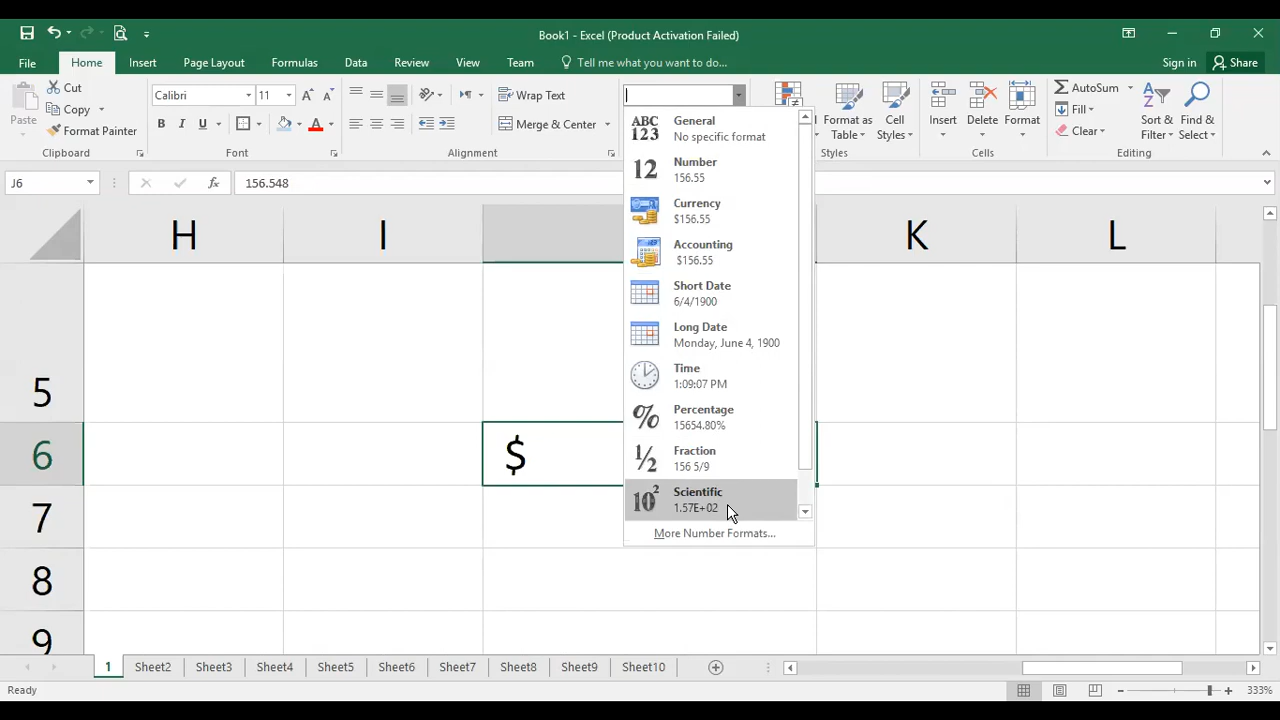 Book1 - Excel (Product Activation Failed)
File Home Insert Page Layout Formulas Data Review View Team Tell me what you want to do... Sign in Share
Paste
Cut
Copy
Format Painter
Clipboard
Calibri 11
B I U
Font
Wrap Text
Merge & Center
Alignment
Format as Table
Cell Styles
Styles
Insert
Delete
Format
Cells
AutoSum
Fill
Clear
Sort & Filter
Find & Select
Editing
J6 fx 156.548
ABC 123
General
No specific format
12
Number
156.55
Currency
$156.55
Accounting
$156.55
Short Date
6/4/1900
Long Date
Monday, June 4, 1900
Time
1:09:07 PM
%
Percentage
15654.80%
1/2
Fraction
156 5/9
10²
Scientific
1.57E+02
More Number Formats...
H I K L
5
6 $
7
8
9
1 Sheet2 Sheet3 Sheet4 Sheet5 Sheet6 Sheet7 Sheet8 Sheet9 Sheet10
Ready 333%